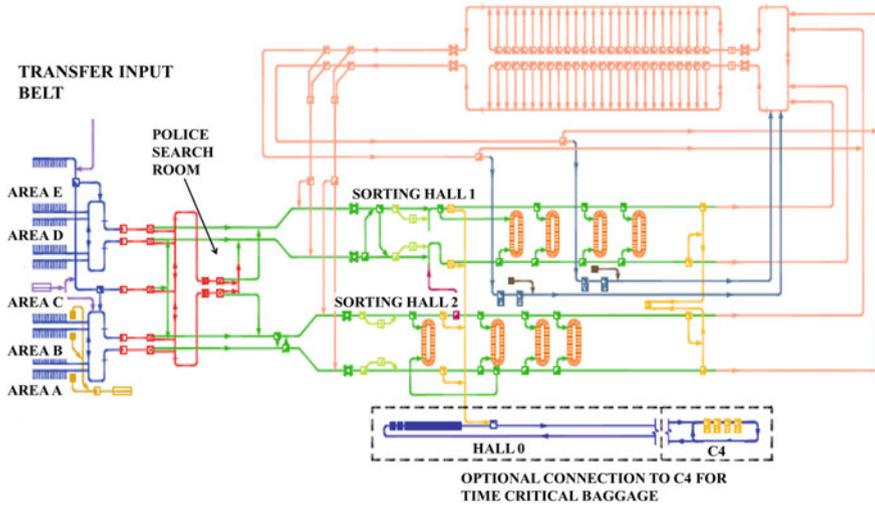 TRANSFER INPUT
BELT
POLICE
SEARCH
ROOM
AREA E
SORTING HALL 1
AREA D
AREA C
SORTING HALL 2
AREA B
AREA A
HALL 0
C4
OPTIONAL CONNECTION TO C4 FOR
TIME CRITICAL BAGGAGE